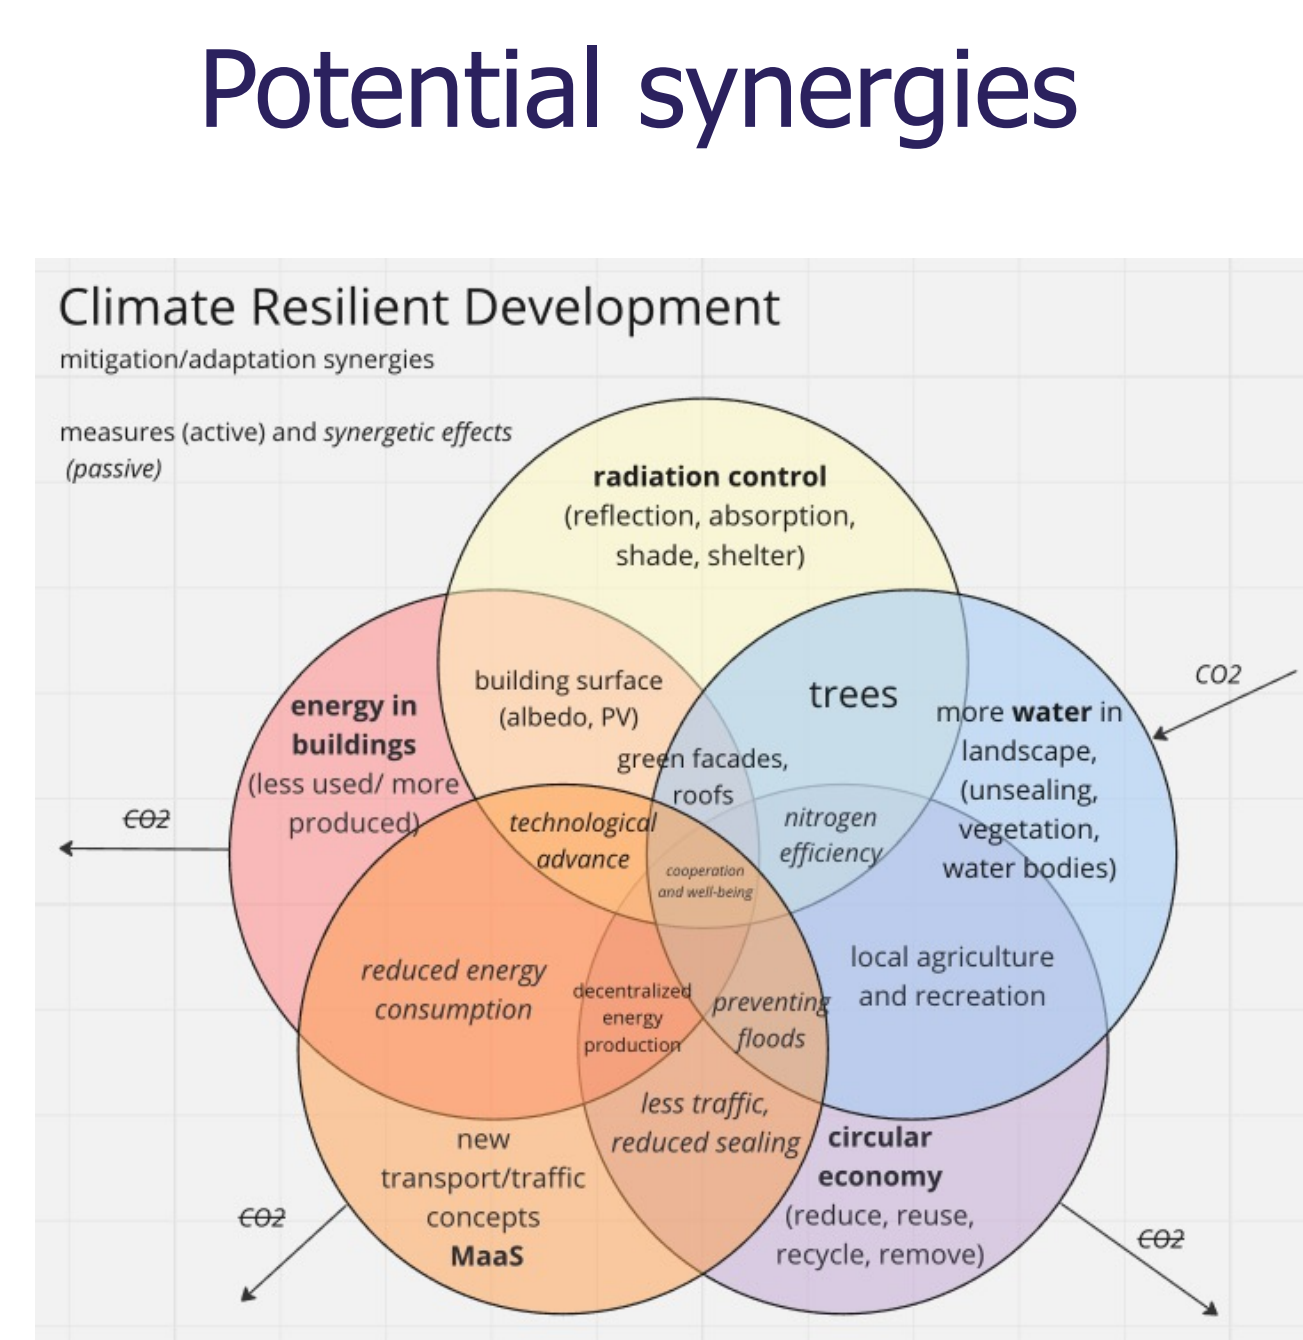 Potential synergies
Climate Resilient Development
mitigation/adaptation synergies
measures (active) and synergetic effects
(passive)
radiation control
(reflection, absorption,
shade, shelter)
energy in
buildings
(less used/ more
produced)
building surface
(albedo, PV)
trees
more water in
landscape,
(unsealing,
vegetation,
water bodies)
CO2
green facades,
roofs
CO2
technological
advance
nitrogen
efficiency
cooperation
and well-being
reduced energy
consumption
decentralized
energy
production
preventing
floods
local agriculture
and recreation
less traffic,
reduced sealing
new
transport/traffic
concepts
MaaS
circular
economy
(reduce, reuse,
recycle, remove)
CO2
CO2